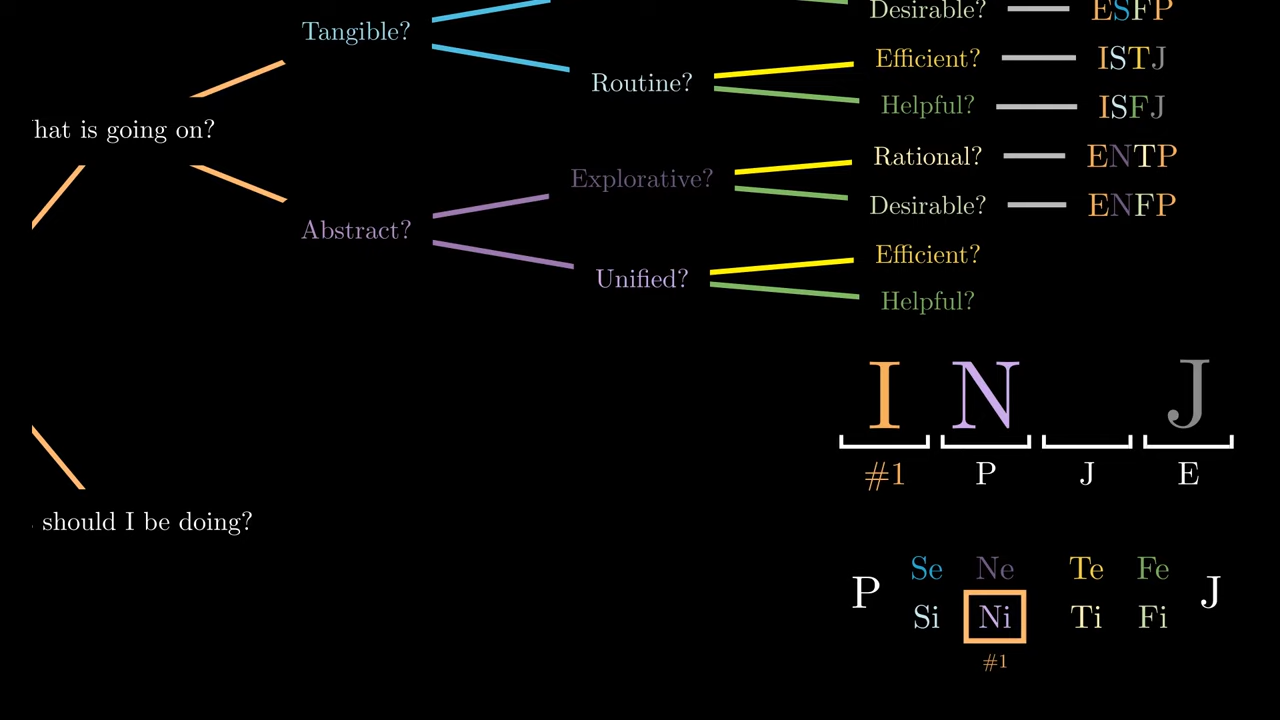 Desirable? ESFP
Tangible?
Efficient? ISTJ
Routine?
Helpful? ISFJ
hat is going on?
Rational? ENTP
Explorative?
Desirable? ENFP
Abstract?
Efficient?
Unified?
Helpful?
I N J
#1 P J E
should I be doing?
Se Ne Te Fe
P J
Si Ni Ti Fi
#1